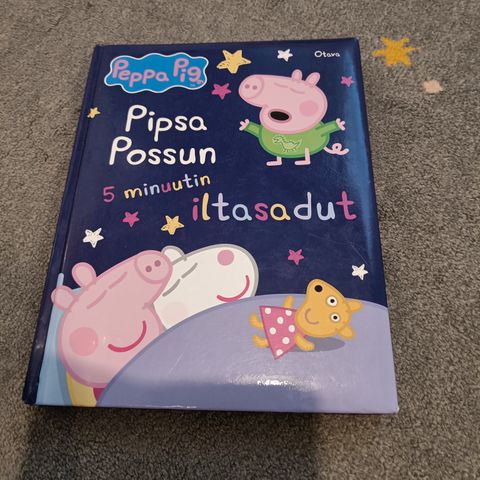 Peppa Pig
Otava
Pipsa
Possun
5 minuutin
iltasadut